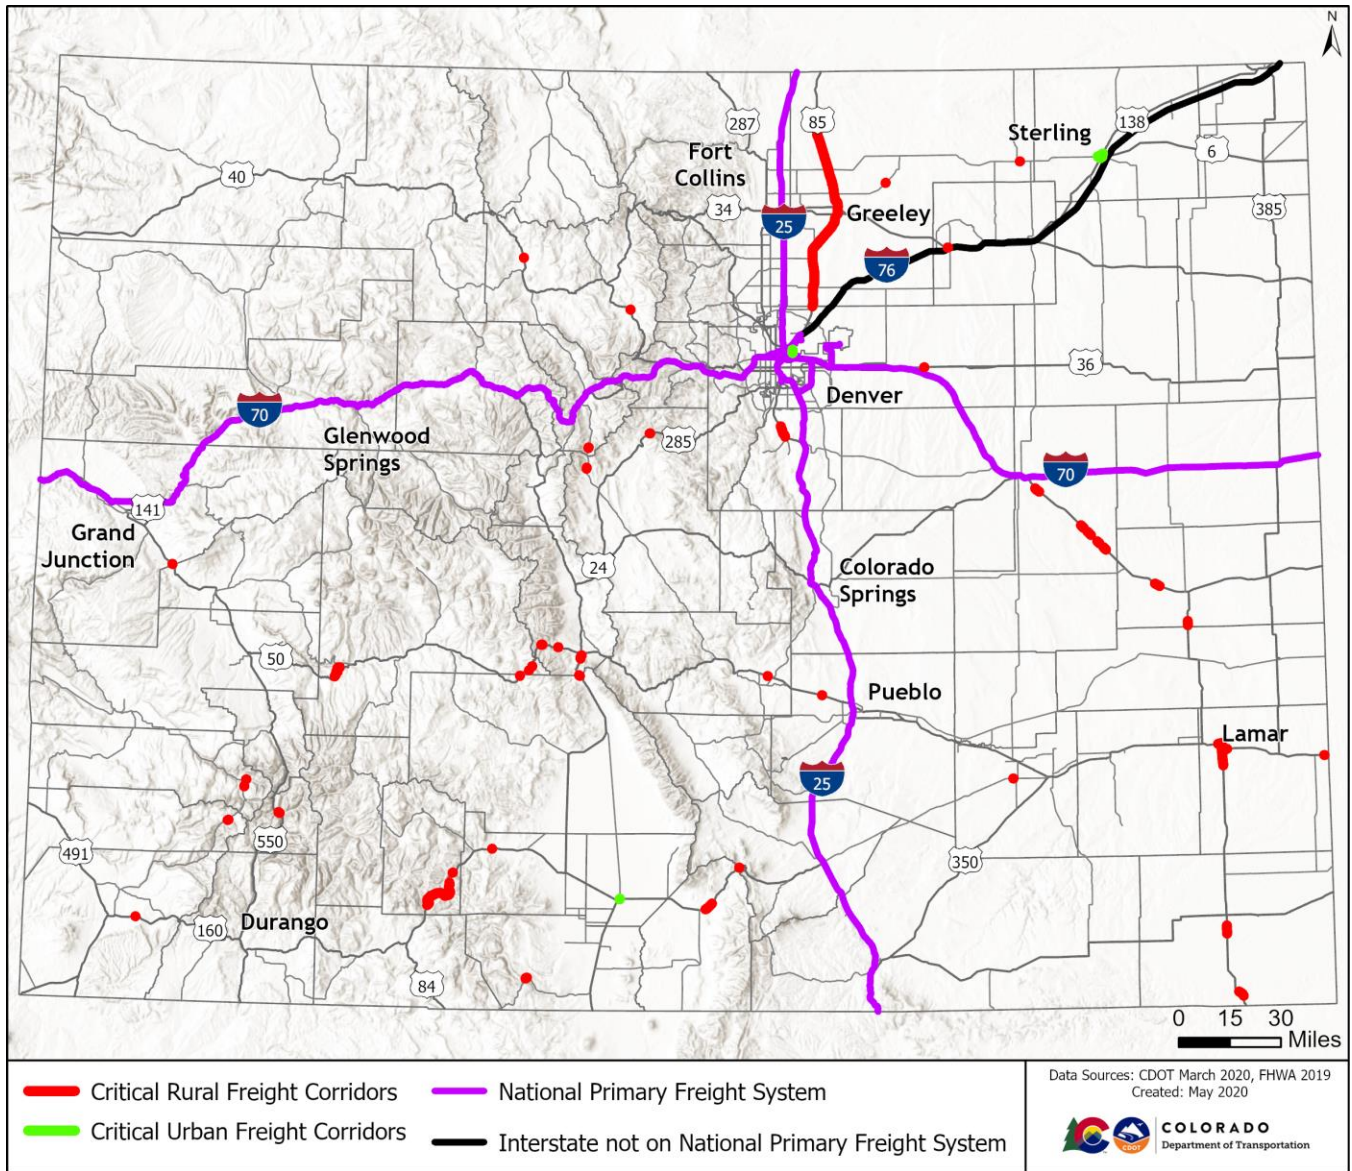 N
287
85
138
Sterling
6
Fort
Collins
40
34
25
Greeley
385
76
36
Denver
70
Glenwood
Springs
285
70
141
Grand
Junction
24
Colorado
Springs
50
Pueblo
Lamar
25
550
491
350
160
Durango
84
0 15 30
Miles
Critical Rural Freight Corridors
National Primary Freight System
Critical Urban Freight Corridors
Interstate not on National Primary Freight System
Data Sources: CDOT March 2020, FHWA 2019
Created: May 2020
CDOT
COLORADO
Department of Transportation